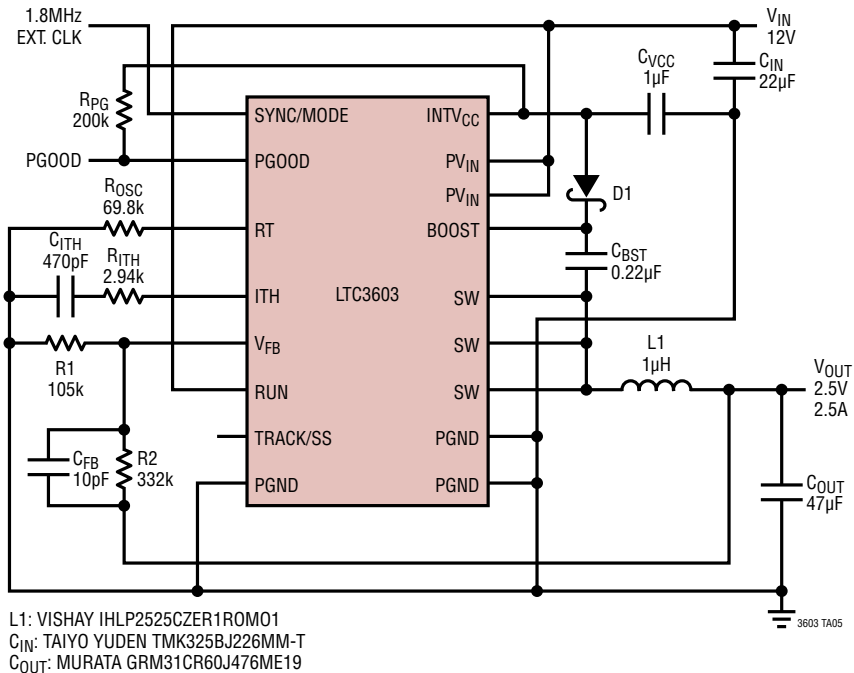 1.8MHz
EXT. CLK
VIN
12V
CVCC
1µF
CIN
22µF
RPG
200k
SYNC/MODE
INTVCC
PGOOD
PGOOD
PVIN
ROSC
69.8k
PVIN
D1
RT
BOOST
CITH
470pF
RITH
2.94k
CBST
0.22µF
ITH
LTC3603
SW
VFB
SW
R1
105k
L1
1µH
VOUT
2.5V
2.5A
RUN
SW
TRACK/SS
PGND
CFB
10pF
R2
332k
PGND
PGND
COUT
47µF
3603 TA05
L1: VISHAY IHLP2525CZER1ROMO1
CIN: TAIYO YUDEN TMK325BJ226MM-T
COUT: MURATA GRM31CR60J476ME19